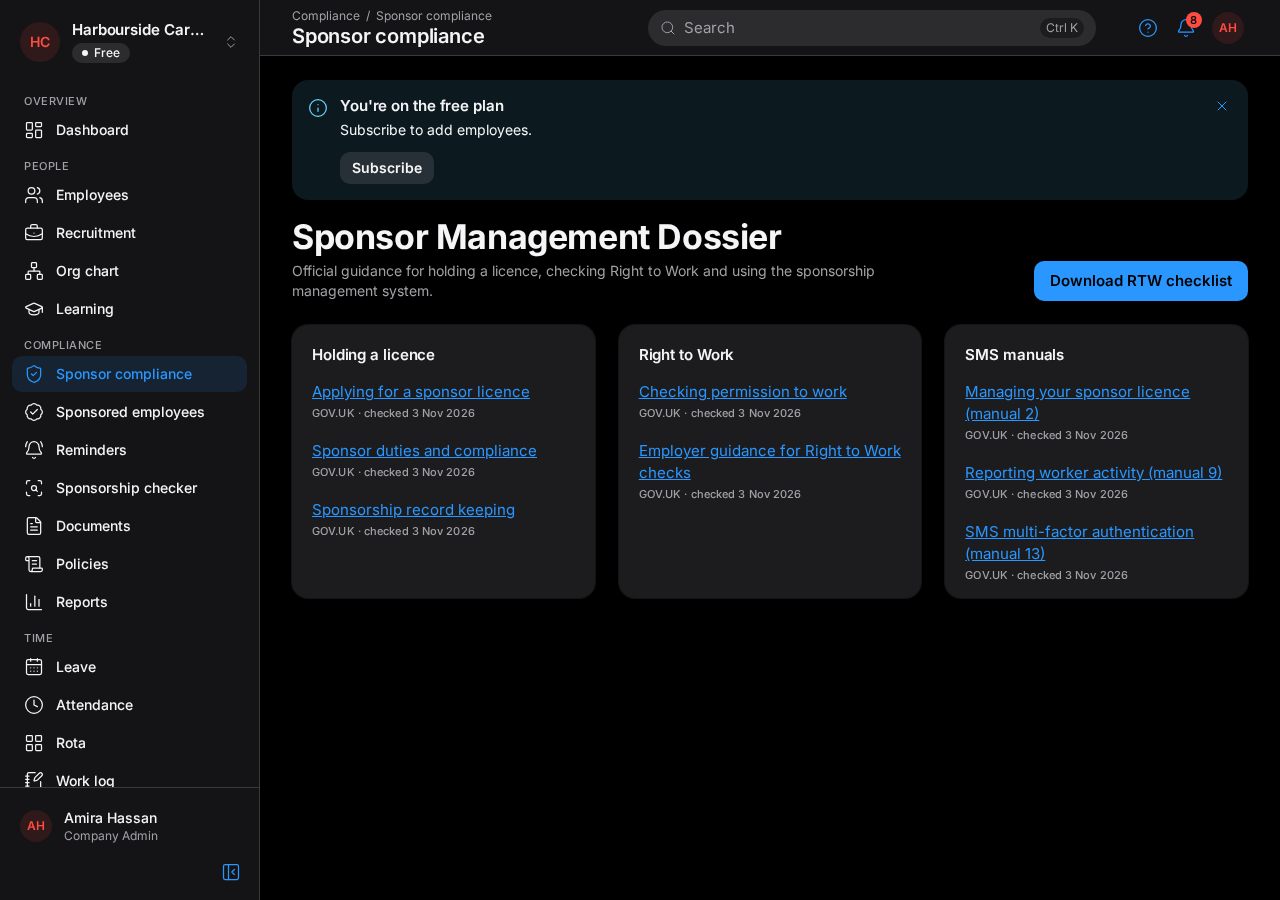 HC
Harbourside Car...
Free
OVERVIEW
Dashboard
PEOPLE
Employees
Recruitment
Org chart
Learning
COMPLIANCE
Sponsor compliance
Sponsored employees
Reminders
Sponsorship checker
Documents
Policies
Reports
TIME
Leave
Attendance
Rota
Work log
AH
Amira Hassan
Company Admin
Compliance / Sponsor compliance
Sponsor compliance
Search
Ctrl K
8
AH
You're on the free plan
Subscribe to add employees.
Subscribe
Sponsor Management Dossier
Official guidance for holding a licence, checking Right to Work and using the sponsorship
management system.
Download RTW checklist
Holding a licence
Applying for a sponsor licence
GOV.UK · checked 3 Nov 2026
Sponsor duties and compliance
GOV.UK · checked 3 Nov 2026
Sponsorship record keeping
GOV.UK · checked 3 Nov 2026
Right to Work
Checking permission to work
GOV.UK · checked 3 Nov 2026
Employer guidance for Right to Work
checks
GOV.UK · checked 3 Nov 2026
SMS manuals
Managing your sponsor licence
(manual 2)
GOV.UK · checked 3 Nov 2026
Reporting worker activity (manual 9)
GOV.UK · checked 3 Nov 2026
SMS multi-factor authentication
(manual 13)
GOV.UK · checked 3 Nov 2026